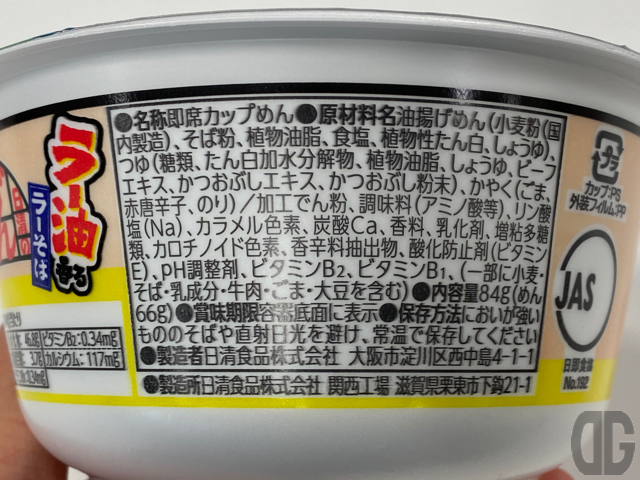 ●名称即席カップめん●原材料名油揚げめん(小麦粉(国
内製造)、そば粉、植物油脂、食塩、植物性たん白、しょうゆ)、
つゆ(糖類、たん白加水分解物、植物油脂、しょうゆ、ビーフ
エキス、かつおぶしエキス、かつおぶし粉末)、かやく(ごま、
赤唐辛子、のり)/加工でん粉、調味料(アミノ酸等)、リン酸
塩(Na)、カラメル色素、炭酸Ca、香料、乳化剤、増粘多糖
類、カロチノイド色素、香辛料抽出物、酸化防止剤(ビタミン
E)、pH調整剤、ビタミンB₂、ビタミンB₁、(一部に小麦・
そば・乳成分・牛肉・ごま・大豆を含む)●内容量84g(めん
66g)●賞味期限容器底面に表示●保存方法においが強い
もののそばや直射日光を避け、常温で保存してください
●製造者日清食品株式会社 大阪市淀川区西中島4-1-1
●製造所日清食品株式会社 関西工場 滋賀県栗東市下鈎21-1
ラー油
香る
ラーそば
日清の
ビタミンB₂: 0.34mg
カルシウム: 117mg
プラ
カップ:PS
外装フィルム:PP
JAS
日即食協
No.192
DG